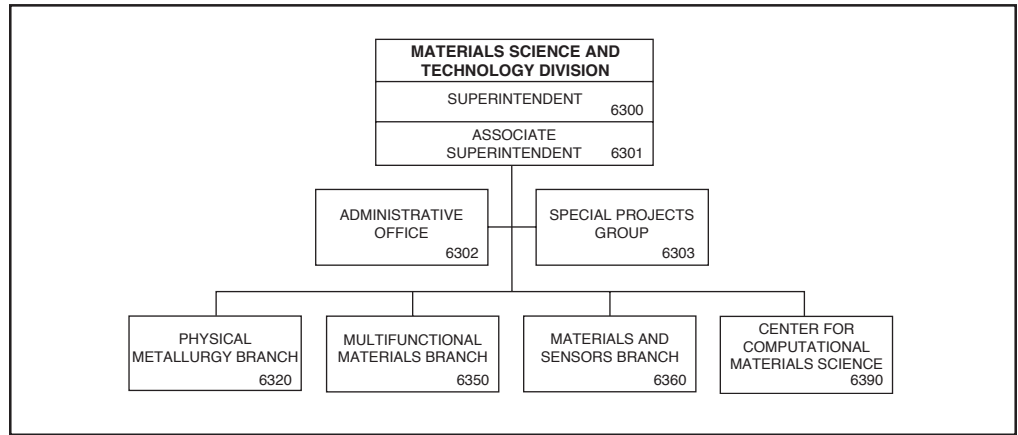 MATERIALS SCIENCE AND
TECHNOLOGY DIVISION
SUPERINTENDENT
6300
ASSOCIATE
SUPERINTENDENT 6301
ADMINISTRATIVE
OFFICE
6302
SPECIAL PROJECTS
GROUP
6303
PHYSICAL
METALLURGY BRANCH
6320
MULTIFUNCTIONAL
MATERIALS BRANCH
6350
MATERIALS AND
SENSORS BRANCH
6360
CENTER FOR
COMPUTATIONAL
MATERIALS SCIENCE
6390